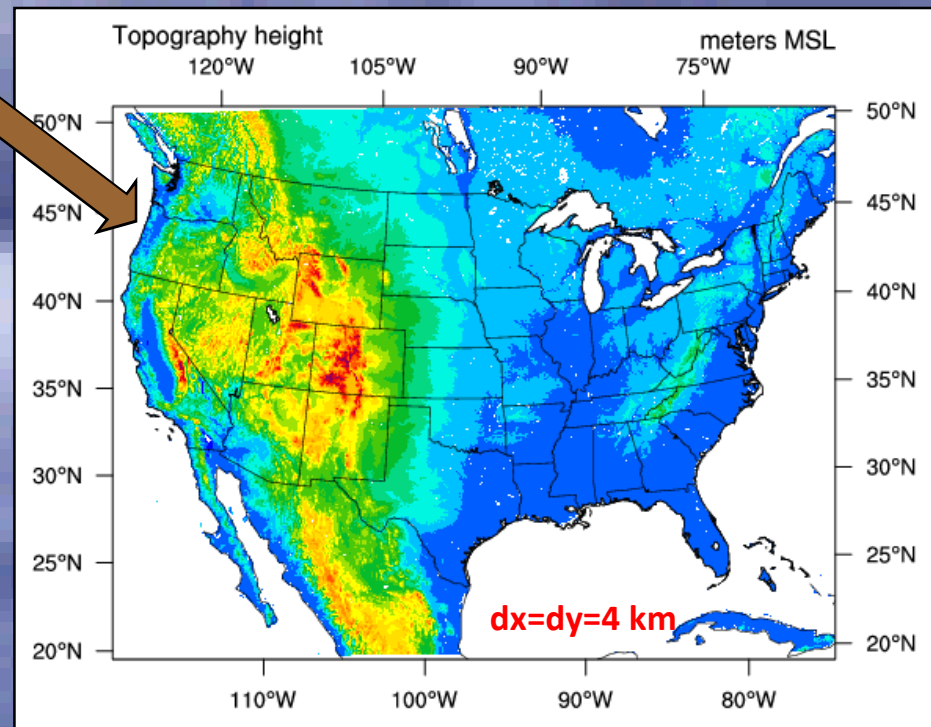 Topography height
meters MSL
120°W 105°W 90°W 75°W
50°N 50°N
45°N 45°N
40°N 40°N
35°N 35°N
30°N 30°N
25°N 25°N
dx=dy=4 km
20°N 20°N
110°W 100°W 90°W 80°W